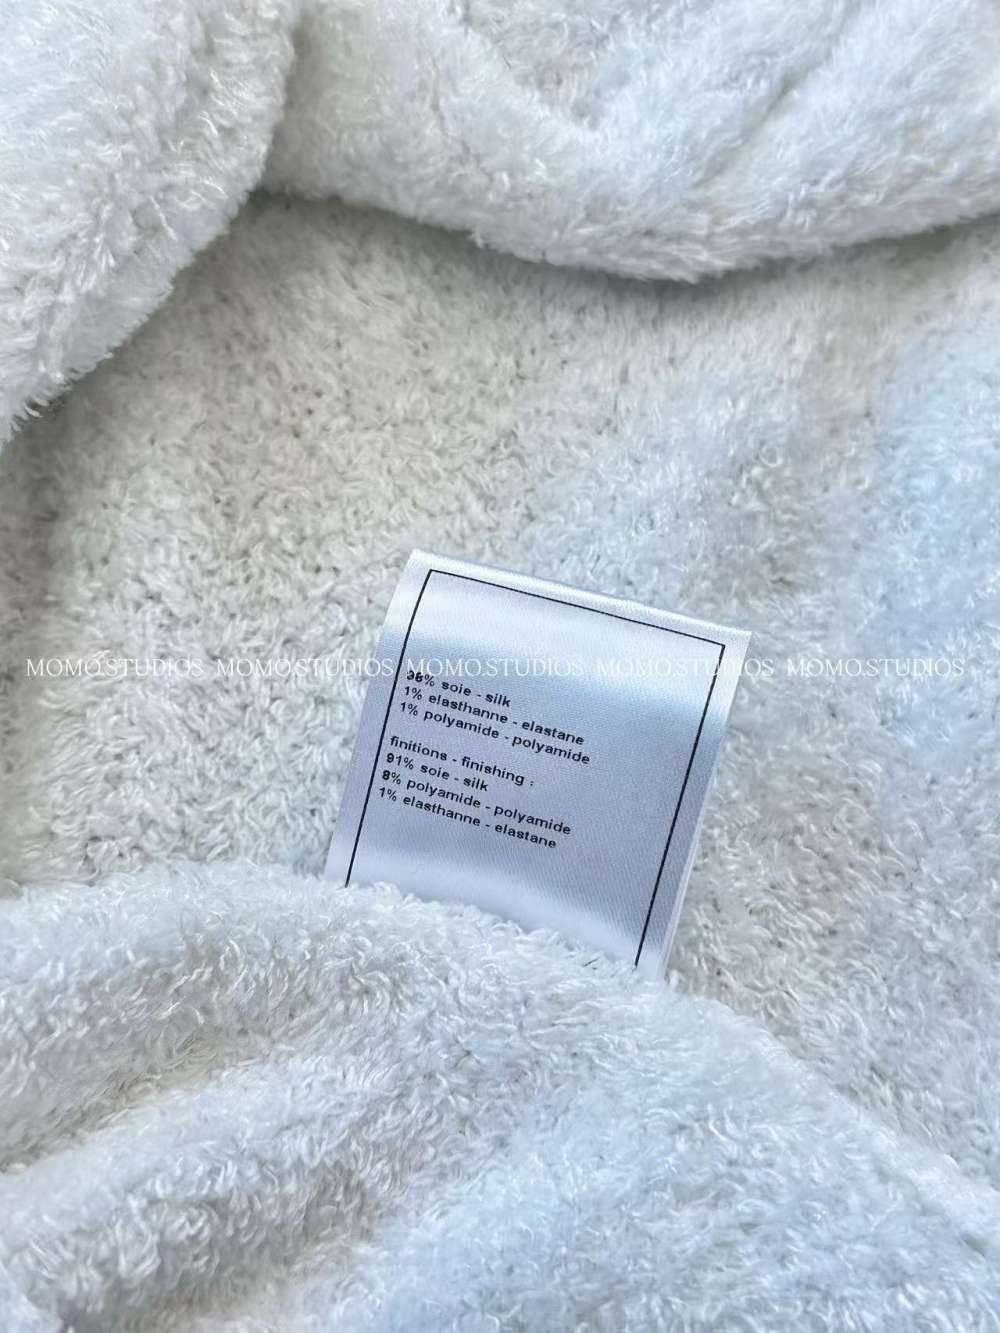 MOMO.STUDIOS MOMO.STUDIOS MOMO.STUDIOS MOMO.STUDIOS MOMO.STUDIOS
soie - silk
1% elasthanne - elastane
1% polyamide - polyamide
finitions - finishing :
91% soie - silk
8% polyamide - polyamide
1% elasthanne - elastane